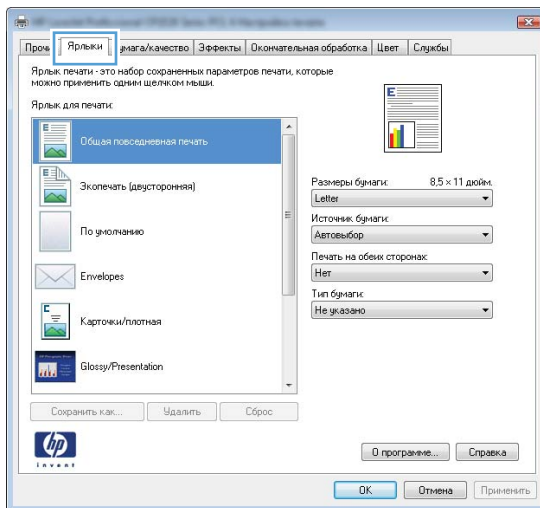 Прочи
Ярлыки
умага/качество
Эффекты
Окончательная обработка
Цвет
Службы
Ярлык печати - это набор сохраненных параметров печати, которые
можно применить одним щелчком мыши.
Ярлык для печати:
Общая повседневная печать
Экопечать (двусторонняя)
По умолчанию
Envelopes
Карточки/плотная
Glossy/Presentation
Сохранить как...
Удалить
Сброс
E
Размеры бумаги:
8,5 × 11 дюйм.
Letter
Источник бумаги:
Автовыбор
Печать на обеих сторонах:
Нет
Тип бумаги:
Не указано
hp
invent
О программе...
Справка
OK
Отмена
Применить